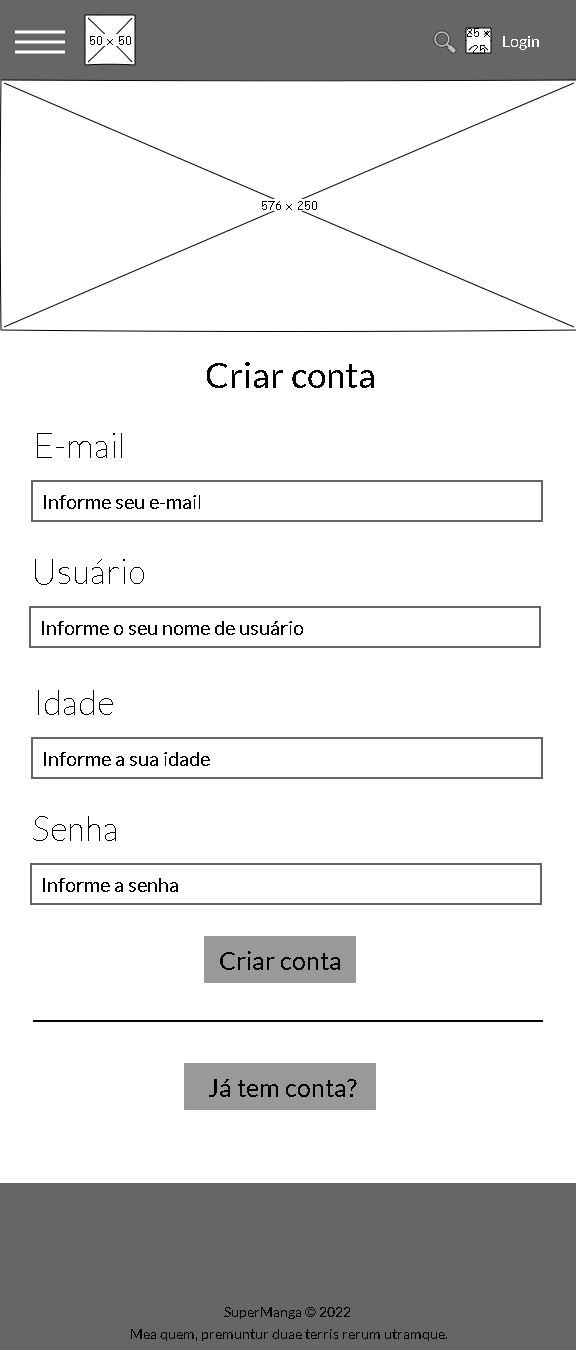 50 x 50
25 x
25
Login
576 x 250
Criar conta
E-mail
Informe seu e-mail
Usuário
Informe o seu nome de usuário
Idade
Informe a sua idade
Senha
Informe a senha
Criar conta
Já tem conta?
SuperManga © 2022
Mea quem, premuntur duae terris rerum utramque.